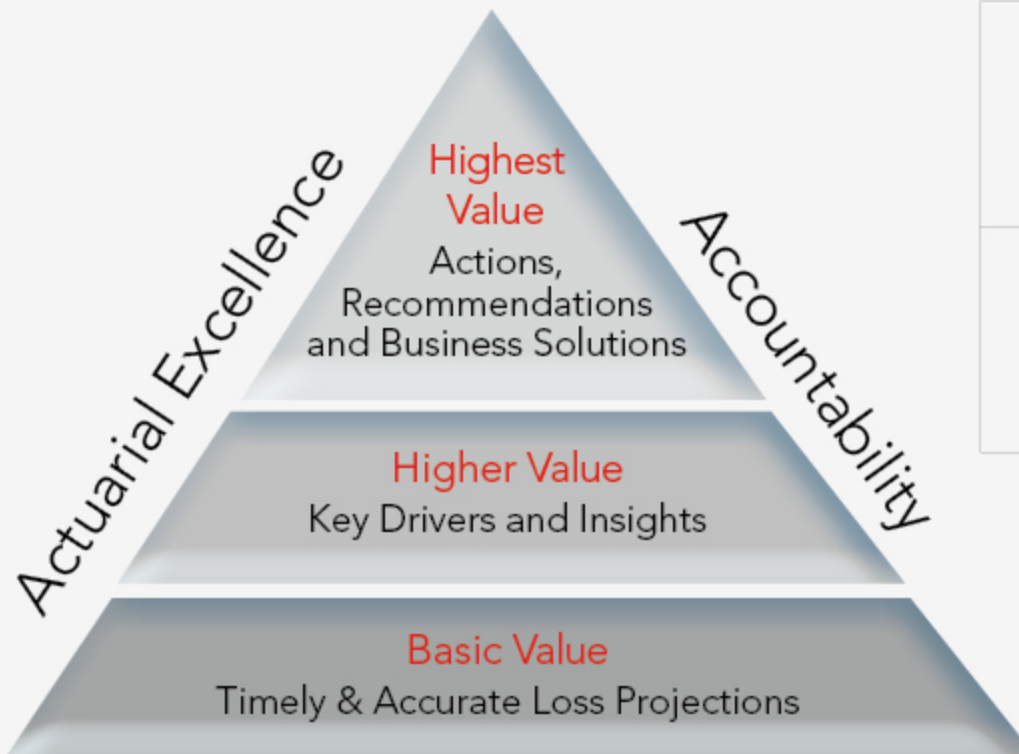 Actuarial Excellence
Accountability
Highest
Value
Actions,
Recommendations
and Business Solutions
Higher Value
Key Drivers and Insights
Basic Value
Timely & Accurate Loss Projections